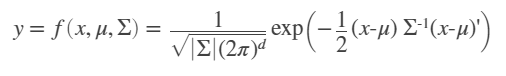 y = f(x, μ, Σ) = 1/√(|Σ|(2π)ᵈ) exp(−1/2 (x-μ) Σ⁻¹(x-μ)')